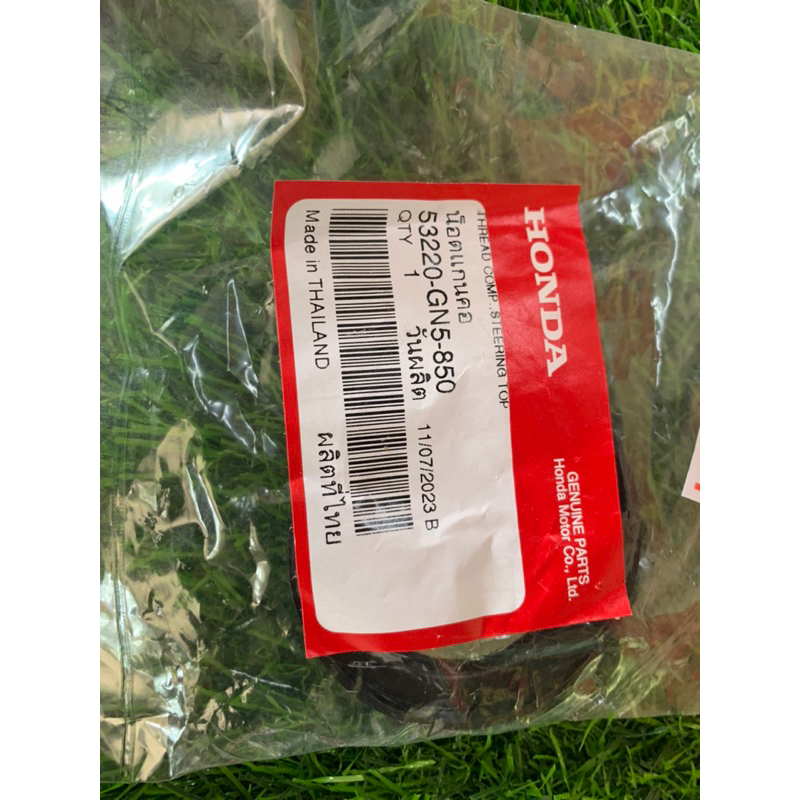 HONDA
GENUINE PARTS
Honda Motor Co., Ltd.
THREAD COMP.,STEERING TOP
น็อตแกนคอ
53220-GN5-850
QTY 1 วันผลิต 11/07/2023 B
Made in THAILAND ผลิตที่ไทย